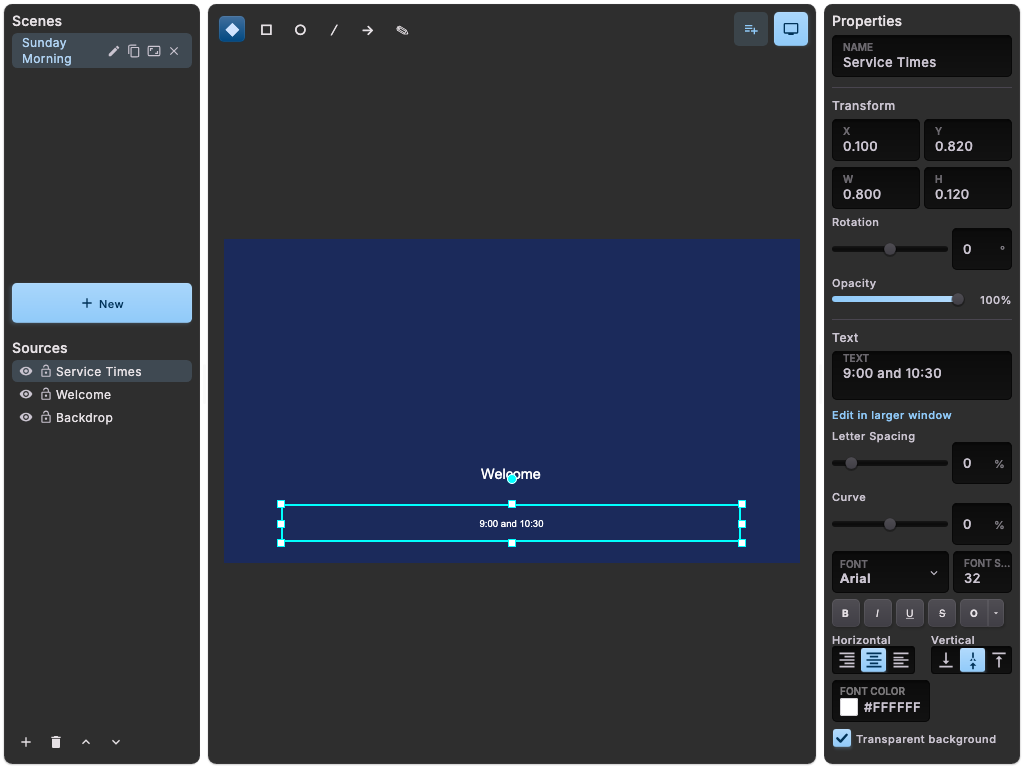 Scenes
Sunday
Morning
New
Sources
Service Times
Welcome
Backdrop
Welcome
9:00 and 10:30
Properties
NAME
Service Times
Transform
X
0.100
Y
0.820
W
0.800
H
0.120
Rotation
0 °
Opacity
100%
Text
TEXT
9:00 and 10:30
Edit in larger window
Letter Spacing
0 %
Curve
0 %
FONT
Arial
FONT S...
32
B I U S O
Horizontal
Vertical
FONT COLOR
#FFFFFF
Transparent background